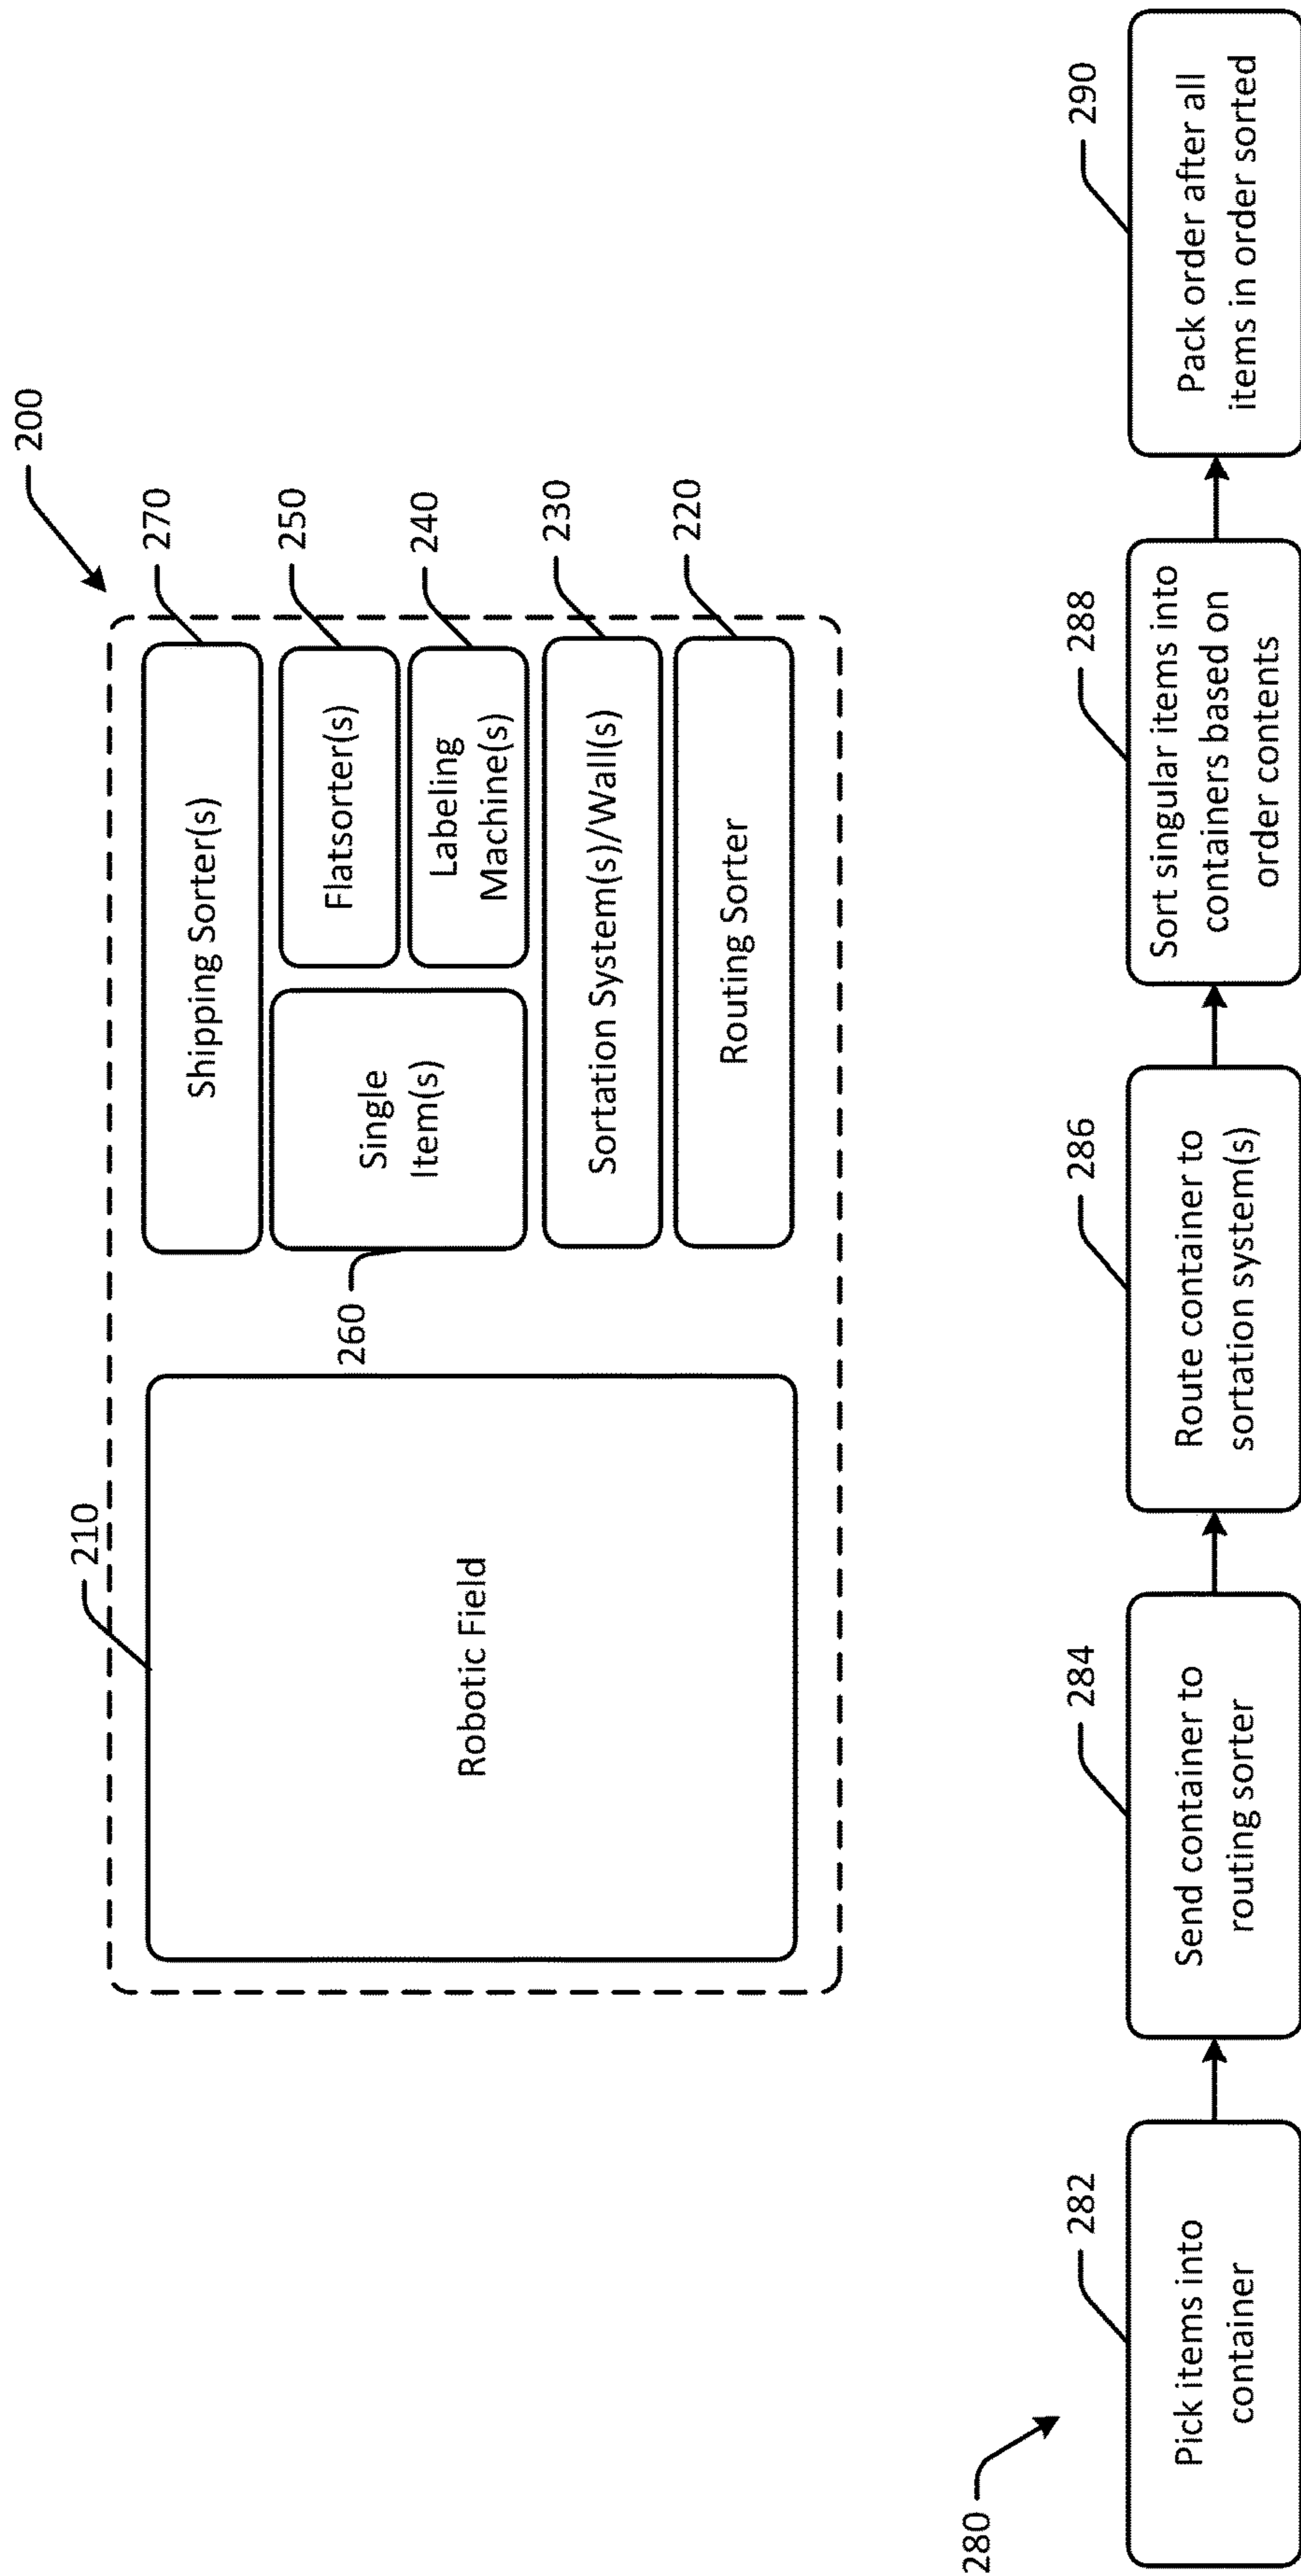 200
210
Robotic Field
Shipping Sorter(s)
270
Single
Item(s)
260
Flatsorter(s)
250
Labeling
Machine(s)
240
Sortation System(s)/Wall(s)
230
Routing Sorter
220
280
282
Pick items into
container
284
Send container to
routing sorter
286
Route container to
sortation system(s)
288
Sort singular items into
containers based on
order contents
290
Pack order after all
items in order sorted